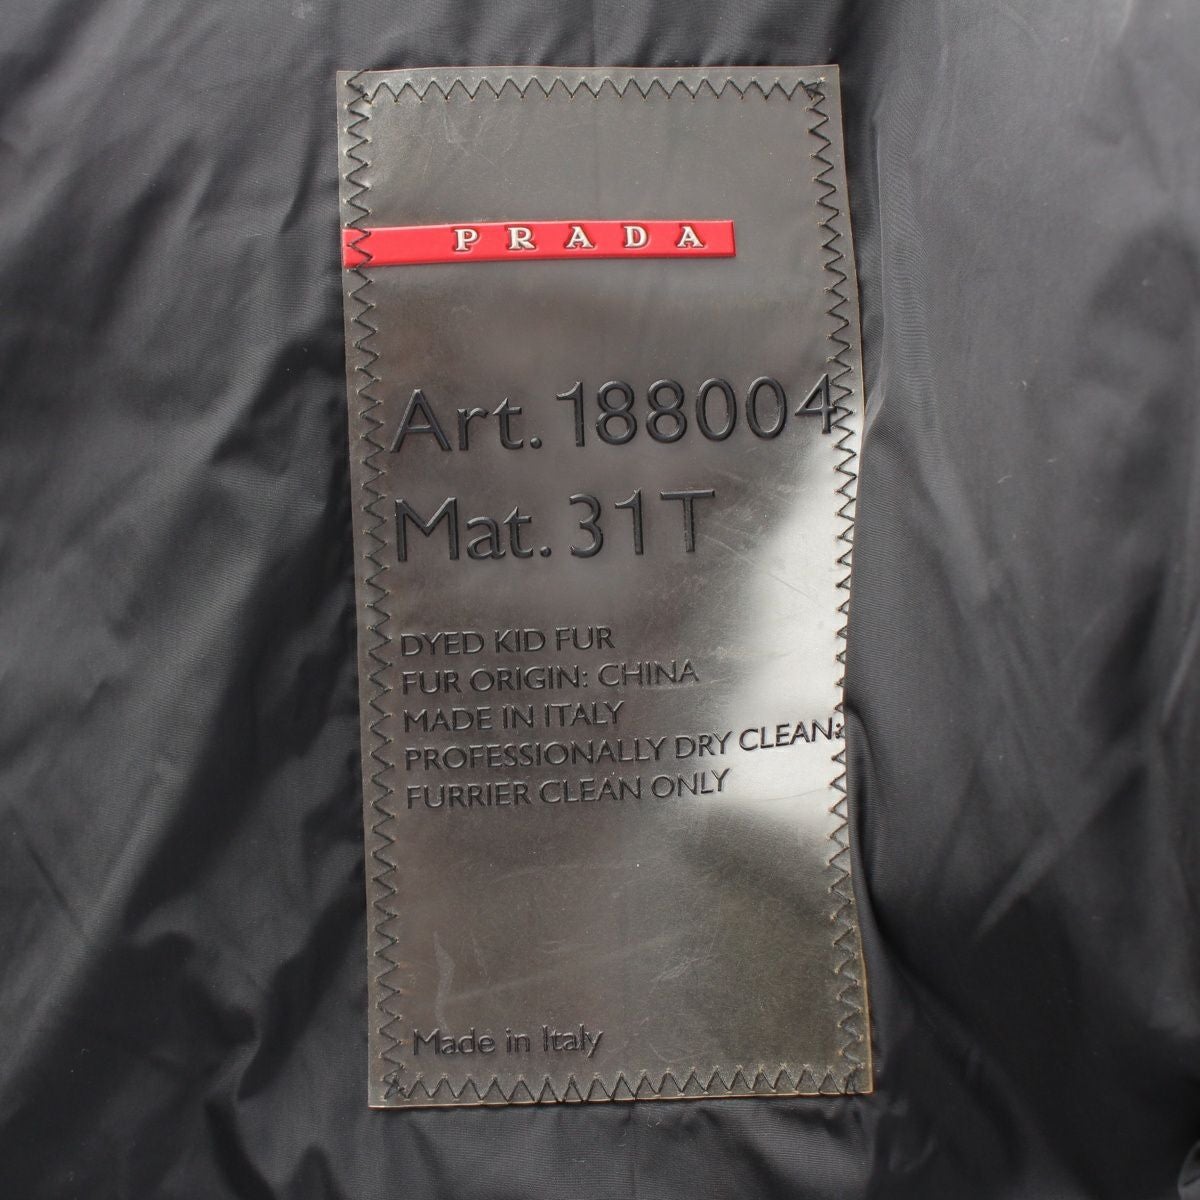 PRADA
Art. 188004
Mat. 31T
DYED KID FUR
FUR ORIGIN: CHINA
MADE IN ITALY
PROFESSIONALLY DRY CLEAN:
FURRIER CLEAN ONLY
Made in Italy